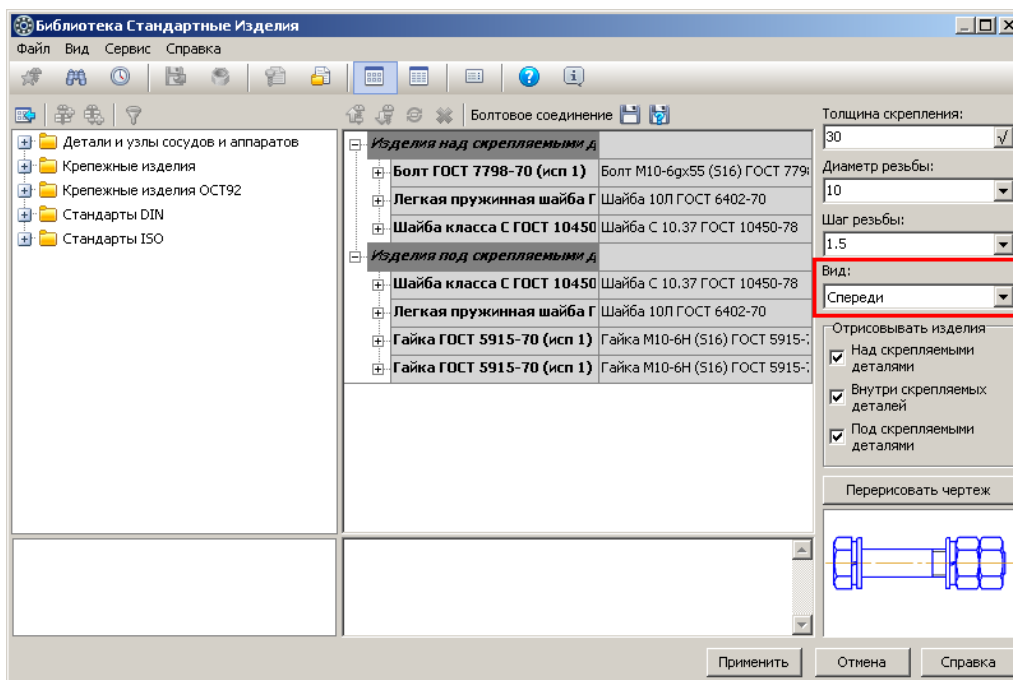 Библиотека Стандартные Изделия
Файл Вид Сервис Справка
Болтовое соединение
Детали и узлы сосудов и аппаратов
Крепежные изделия
Крепежные изделия ОСТ92
Стандарты DIN
Стандарты ISO
Изделия над скрепляемыми д
Болт ГОСТ 7798-70 (исп 1) Болт М10-6gx55 (S16) ГОСТ 779
Легкая пружинная шайба Г Шайба 10Л ГОСТ 6402-70
Шайба класса С ГОСТ 10450 Шайба С 10.37 ГОСТ 10450-78
Изделия под скрепляемыми д
Шайба класса С ГОСТ 10450 Шайба С 10.37 ГОСТ 10450-78
Легкая пружинная шайба Г Шайба 10Л ГОСТ 6402-70
Гайка ГОСТ 5915-70 (исп 1) Гайка М10-6Н (S16) ГОСТ 5915-
Гайка ГОСТ 5915-70 (исп 1) Гайка М10-6Н (S16) ГОСТ 5915-
Толщина скрепления:
30
Диаметр резьбы:
10
Шаг резьбы:
1.5
Вид:
Спереди
Отрисовывать изделия
Над скрепляемыми
деталями
Внутри скрепляемых
деталей
Под скрепляемыми
деталями
Перерисовать чертеж
Применить Отмена Справка